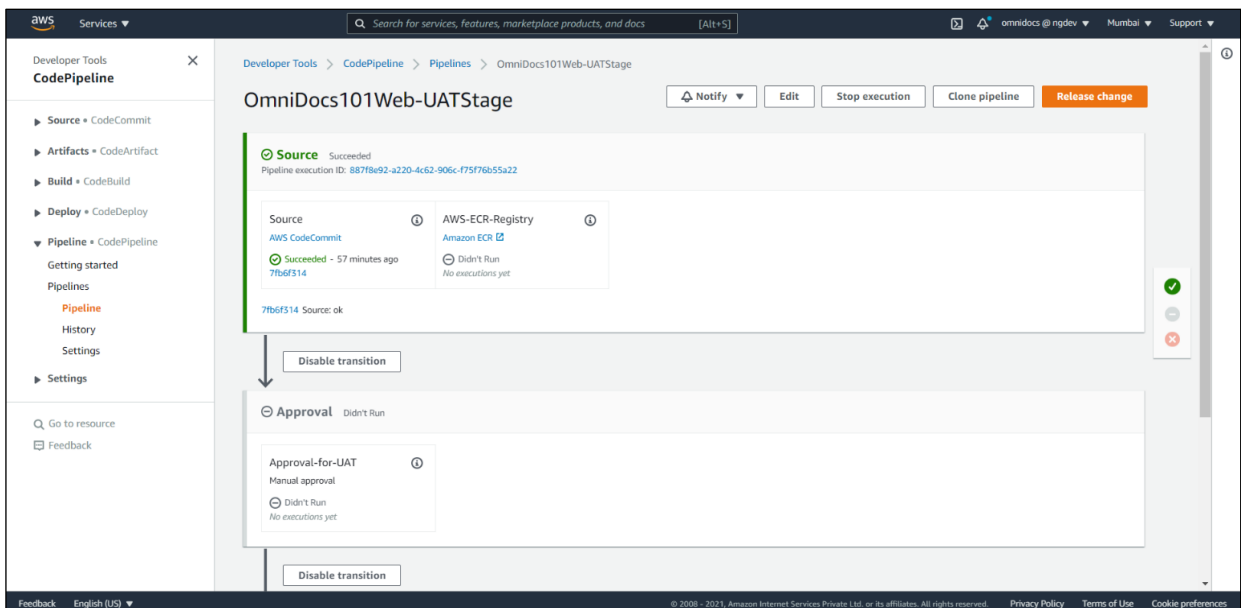 aws Services ▼ Search for services, features, marketplace products, and docs [Alt+S] omnidocs @ ngdev ▼ Mumbai ▼ Support ▼
Developer Tools
CodePipeline
Source • CodeCommit
Artifacts • CodeArtifact
Build • CodeBuild
Deploy • CodeDeploy
Pipeline • CodePipeline
Getting started
Pipelines
Pipeline
History
Settings
Settings
Go to resource
Feedback
Developer Tools > CodePipeline > Pipelines > OmniDocs101Web-UATStage
OmniDocs101Web-UATStage
Notify ▼ Edit Stop execution Clone pipeline Release change
Source Succeeded
Pipeline execution ID: 887f8e92-a220-4c62-906c-f75f76b55a22
Source
AWS CodeCommit
Succeeded - 57 minutes ago
7fb6f314
AWS-ECR-Registry
Amazon ECR
Didn't Run
No executions yet
7fb6f314 Source: ok
Disable transition
Approval Didn't Run
Approval-for-UAT
Manual approval
Didn't Run
No executions yet
Disable transition
Feedback English (US) ▼ © 2008 - 2021, Amazon Internet Services Private Ltd. or its affiliates. All rights reserved. Privacy Policy Terms of Use Cookie preferences